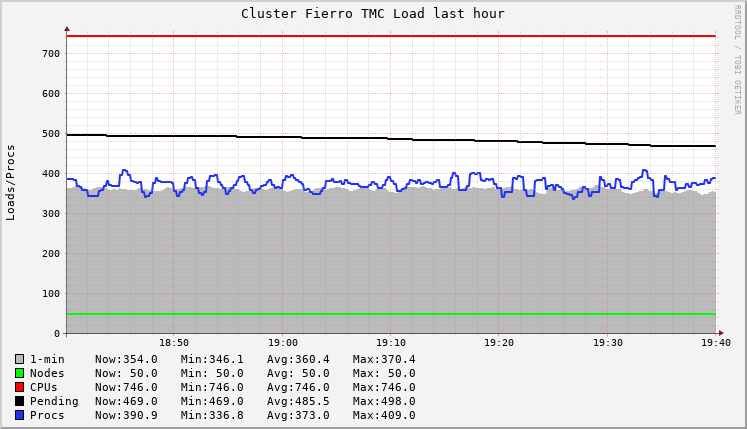 Cluster Fierro TMC Load last hour
RRDTOOL / TOBI OETIKER
Loads/Procs
700
600
500
400
300
200
100
0
18:50 19:00 19:10 19:20 19:30 19:40
1-min Now:354.0 Min:346.1 Avg:360.4 Max:370.4
Nodes Now: 50.0 Min: 50.0 Avg: 50.0 Max: 50.0
CPUs Now:746.0 Min:746.0 Avg:746.0 Max:746.0
Pending Now:469.0 Min:469.0 Avg:485.5 Max:498.0
Procs Now:390.9 Min:336.8 Avg:373.0 Max:409.0